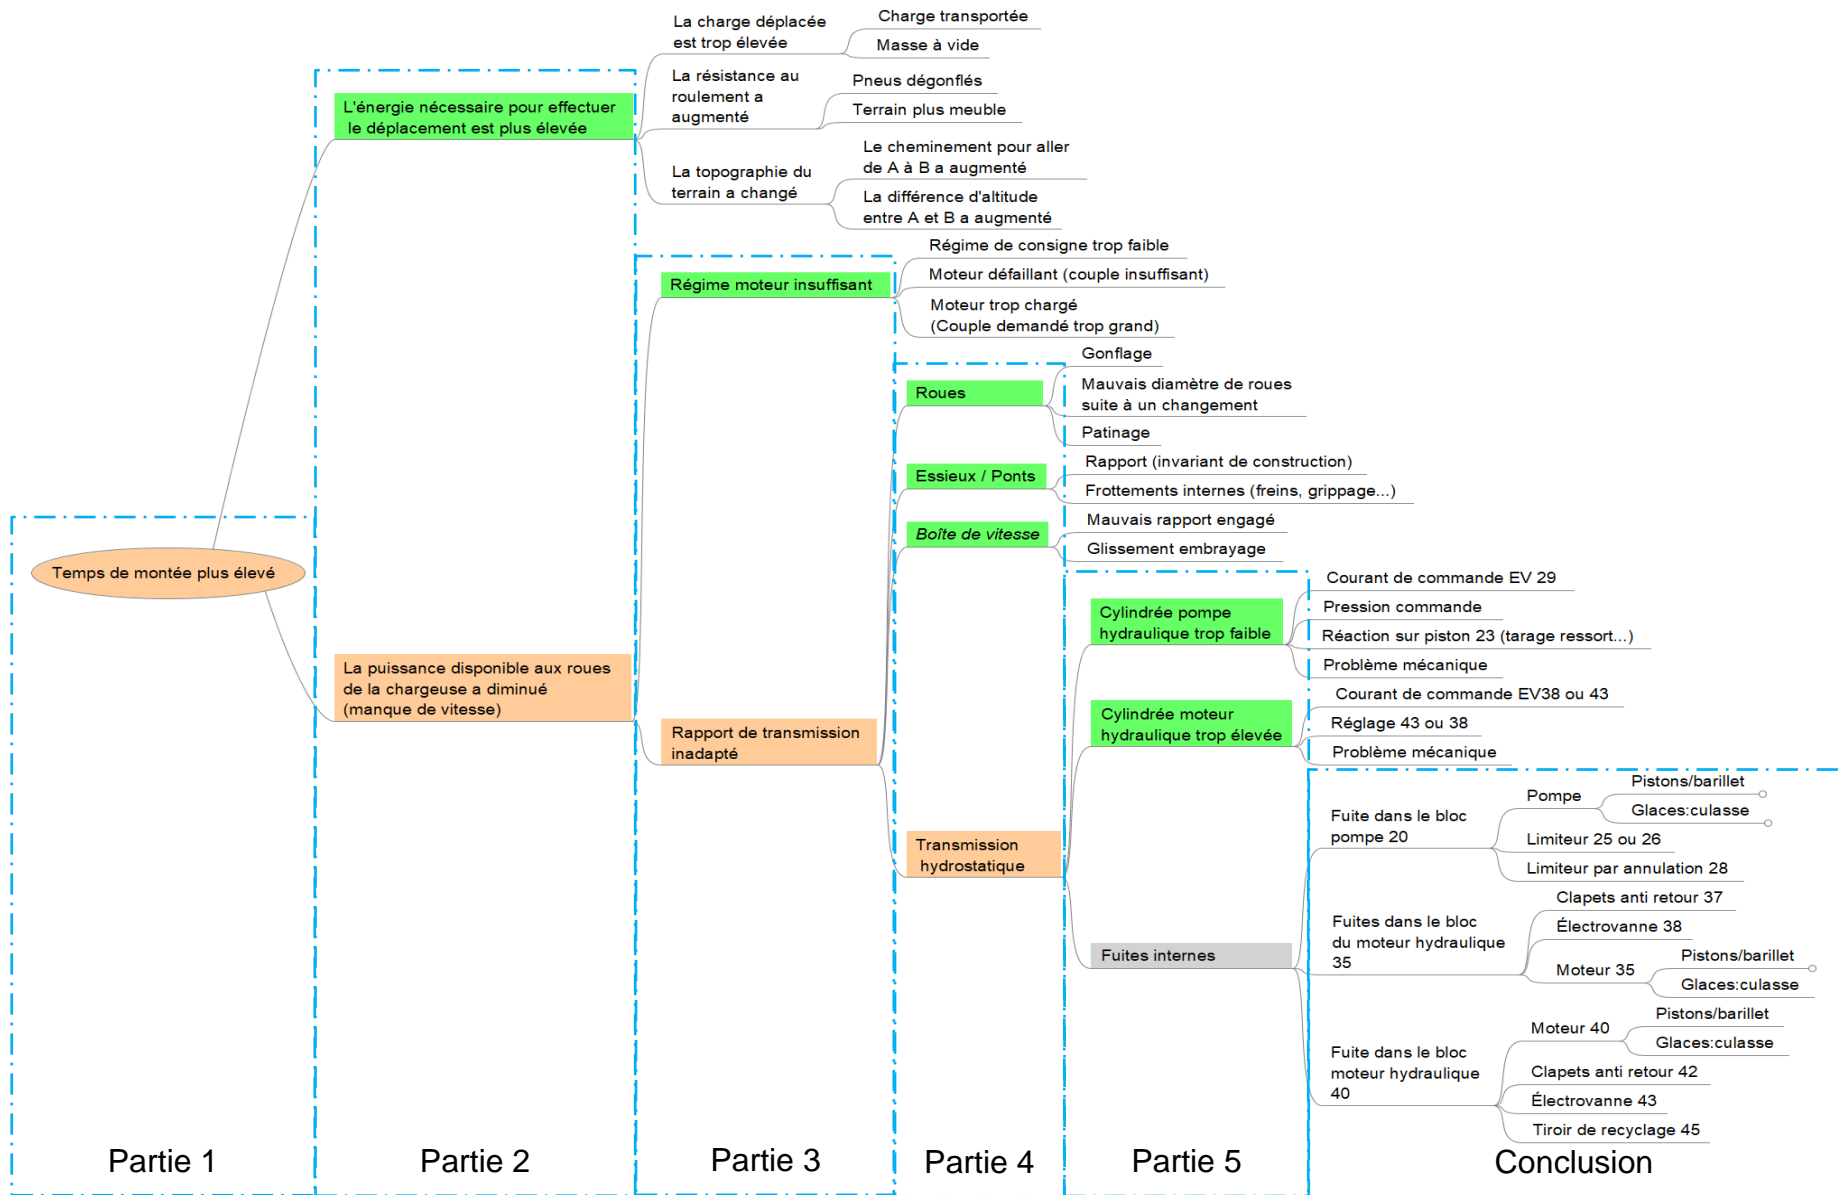 Temps de montée plus élevé
L'énergie nécessaire pour effectuer
le déplacement est plus élevée
La charge déplacée
est trop élevée
Charge transportée
Masse à vide
La résistance au
roulement a
augmenté
Pneus dégonflés
Terrain plus meuble
La topographie du
terrain a changé
Le cheminement pour aller
de A à B a augmenté
La différence d'altitude
entre A et B a augmenté
La puissance disponible aux roues
de la chargeuse a diminué
(manque de vitesse)
Régime moteur insuffisant
Régime de consigne trop faible
Moteur défaillant (couple insuffisant)
Moteur trop chargé
(Couple demandé trop grand)
Rapport de transmission
inadapté
Roues
Gonflage
Mauvais diamètre de roues
suite à un changement
Patinage
Essieux / Ponts
Rapport (invariant de construction)
Frottements internes (freins, grippage...)
Boîte de vitesse
Mauvais rapport engagé
Glissement embrayage
Transmission
hydrostatique
Cylindrée pompe
hydraulique trop faible
Courant de commande EV 29
Pression commande
Réaction sur piston 23 (tarage ressort...)
Problème mécanique
Cylindrée moteur
hydraulique trop élevée
Courant de commande EV38 ou 43
Réglage 43 ou 38
Problème mécanique
Fuites internes
Fuite dans le bloc
pompe 20
Pompe
Pistons/barillet
Glaces:culasse
Limiteur 25 ou 26
Limiteur par annulation 28
Fuites dans le bloc
du moteur hydraulique
35
Clapets anti retour 37
Électrovanne 38
Moteur 35
Pistons/barillet
Glaces:culasse
Fuite dans le bloc
moteur hydraulique
40
Moteur 40
Pistons/barillet
Glaces:culasse
Clapets anti retour 42
Électrovanne 43
Tiroir de recyclage 45
Partie 1
Partie 2
Partie 3
Partie 4
Partie 5
Conclusion